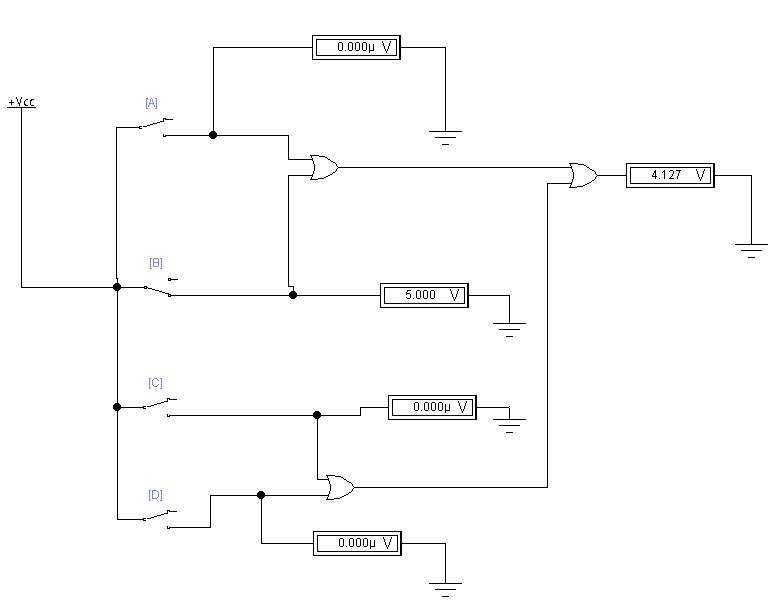 0.000µ V
+Vcc
[A]
4.127 V
[B]
5.000 V
[C]
0.000µ V
[D]
0.000µ V